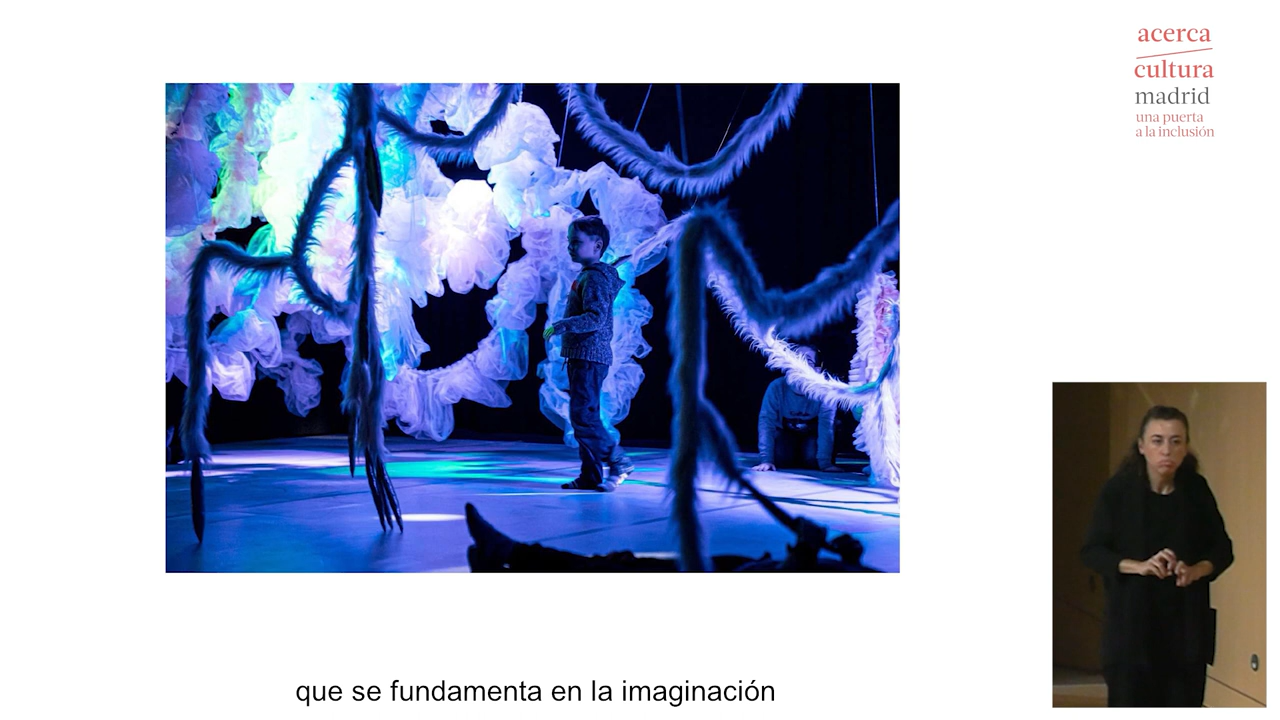 acerca
cultura
madrid
una puerta
a la inclusión
que se fundamenta en la imaginación